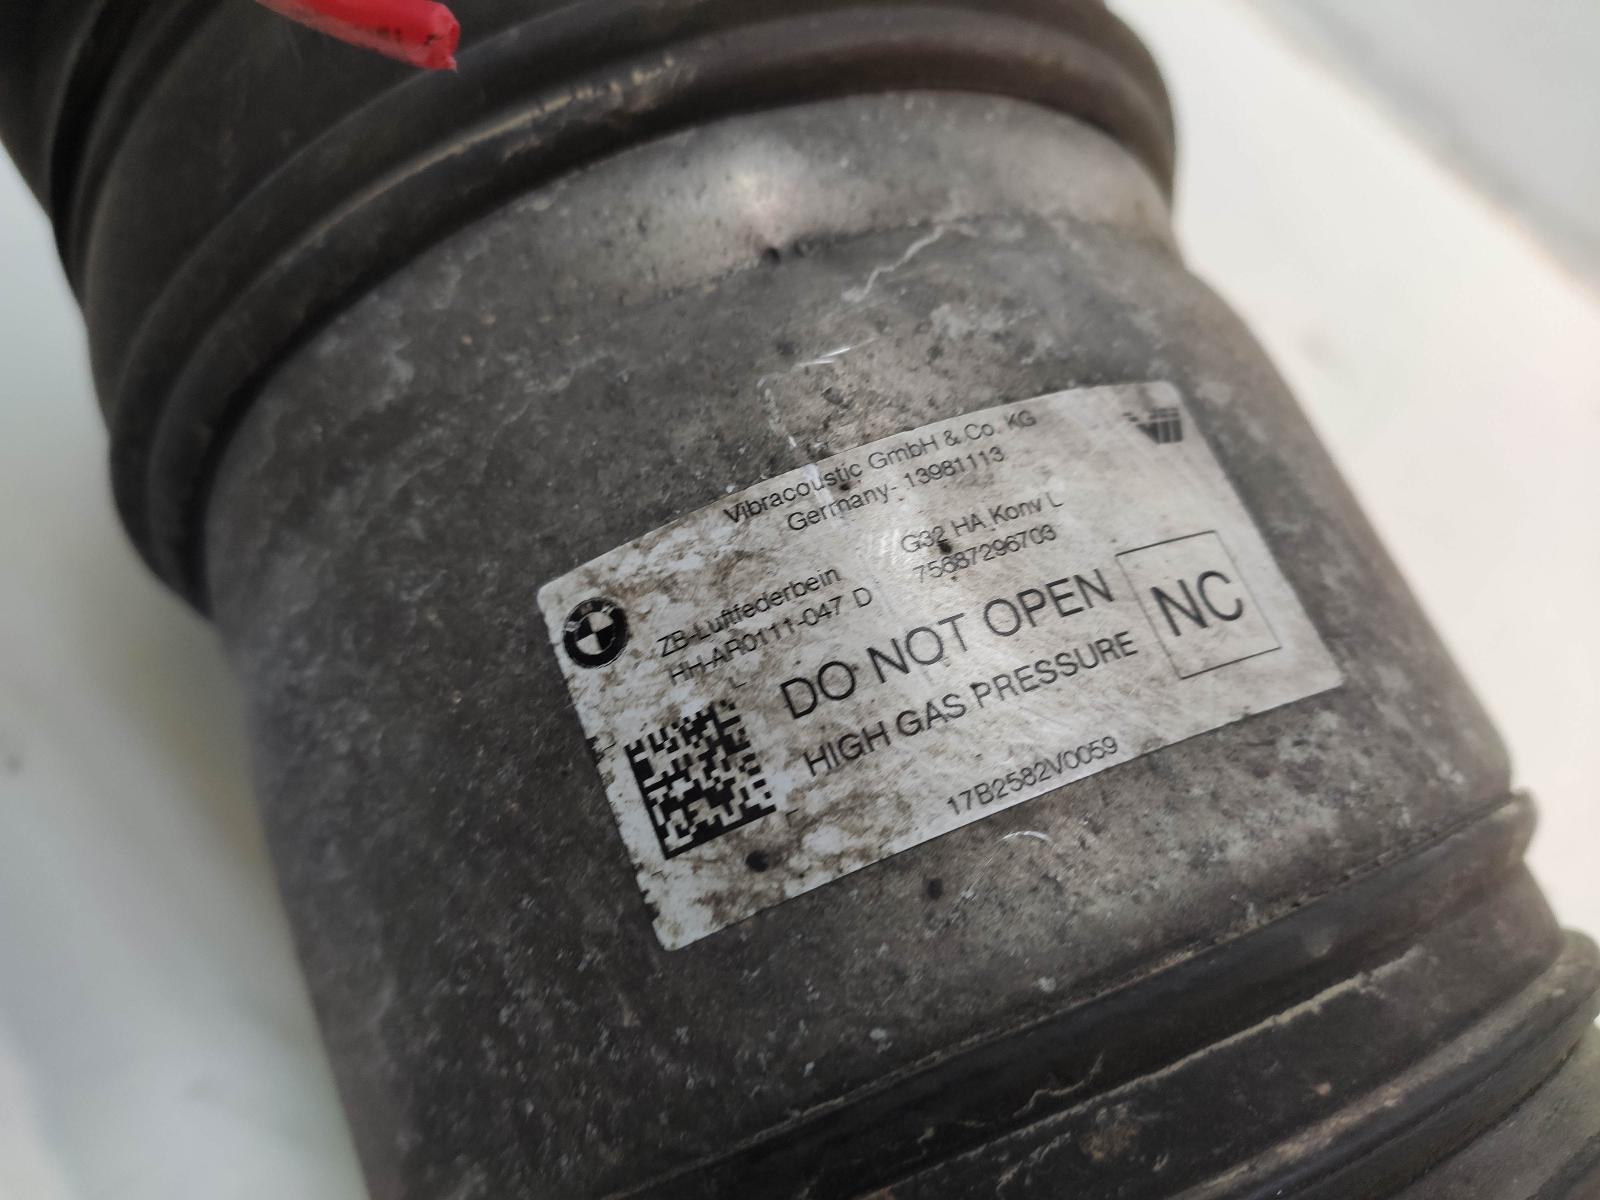 Vibracoustic GmbH & Co. KG
Germany- 13981113
ZB-Luftfederbein
G32 HA Konv L
HH-AR0111-047 D
75687296703
DO NOT OPEN
HIGH GAS PRESSURE
NC
17B2582V0059